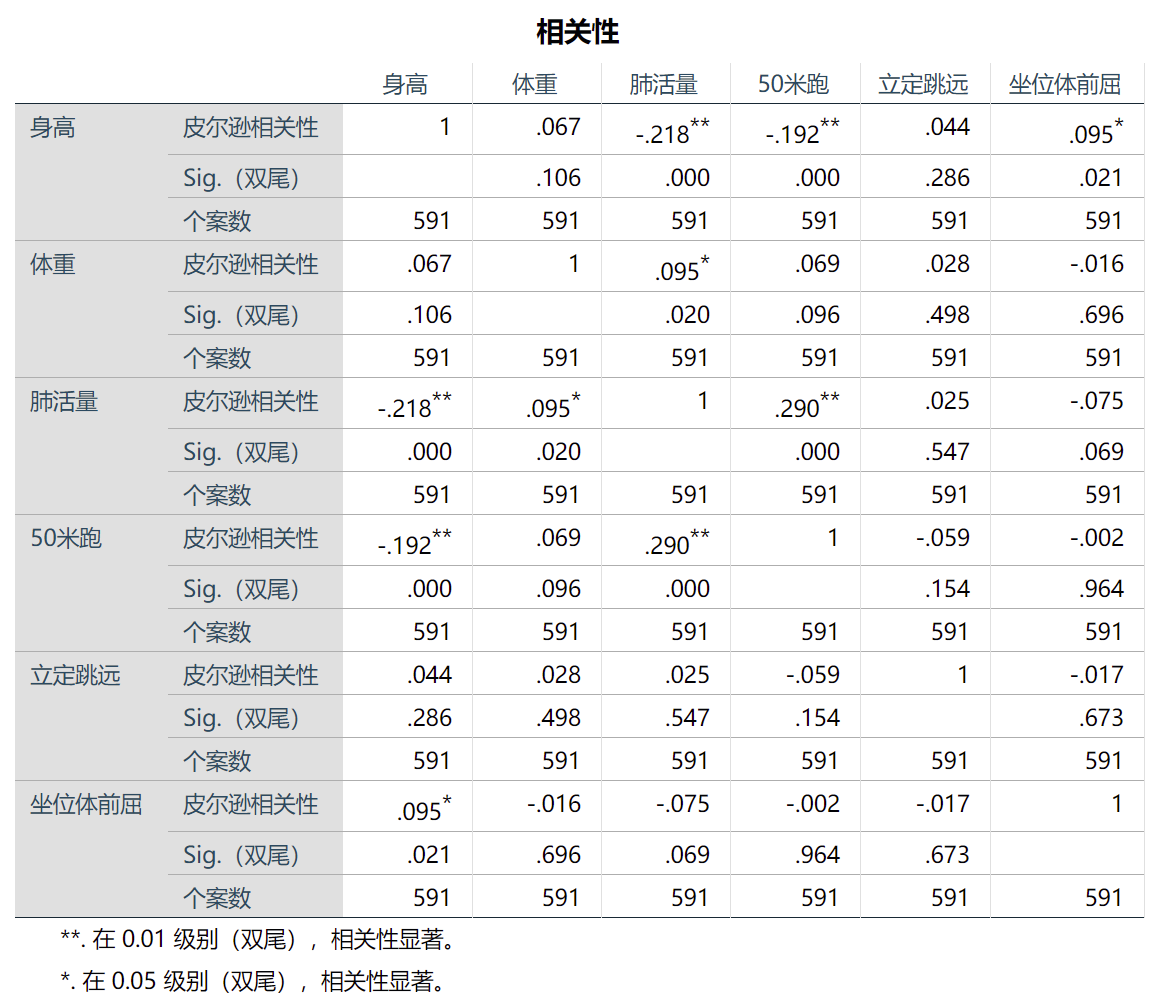 相关性
身高 体重 肺活量 50米跑 立定跳远 坐位体前屈
身高 皮尔逊相关性 1 .067 -.218** -.192** .044 .095*
Sig.（双尾） .106 .000 .000 .286 .021
个案数 591 591 591 591 591 591
体重 皮尔逊相关性 .067 1 .095* .069 .028 -.016
Sig.（双尾） .106 .020 .096 .498 .696
个案数 591 591 591 591 591 591
肺活量 皮尔逊相关性 -.218** .095* 1 .290** .025 -.075
Sig.（双尾） .000 .020 .000 .547 .069
个案数 591 591 591 591 591 591
50米跑 皮尔逊相关性 -.192** .069 .290** 1 -.059 -.002
Sig.（双尾） .000 .096 .000 .154 .964
个案数 591 591 591 591 591 591
立定跳远 皮尔逊相关性 .044 .028 .025 -.059 1 -.017
Sig.（双尾） .286 .498 .547 .154 .673
个案数 591 591 591 591 591 591
坐位体前屈 皮尔逊相关性 .095* -.016 -.075 -.002 -.017 1
Sig.（双尾） .021 .696 .069 .964 .673
个案数 591 591 591 591 591 591
**. 在 0.01 级别（双尾），相关性显著。
*. 在 0.05 级别（双尾），相关性显著。